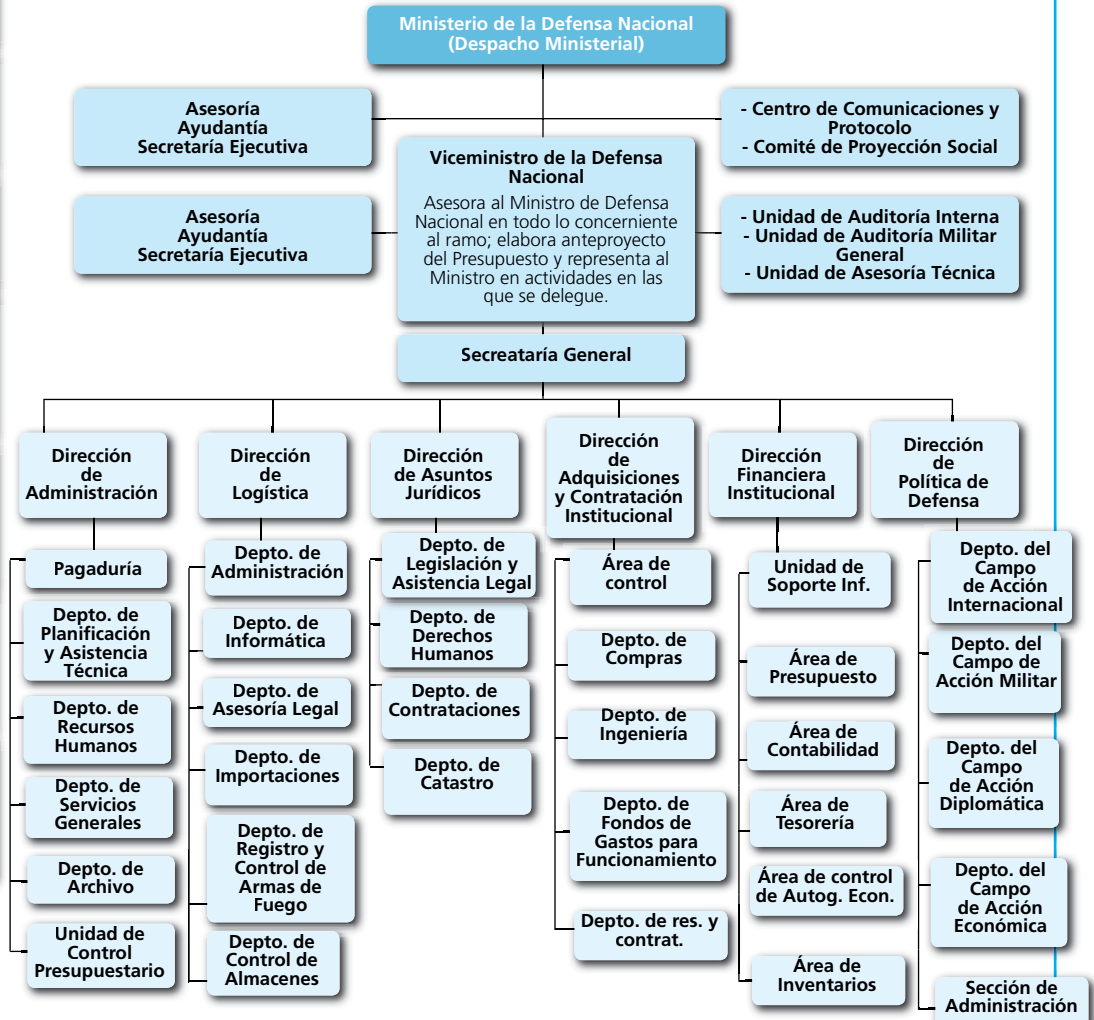 Ministerio de la Defensa Nacional
(Despacho Ministerial)
Asesoría
Ayudantía
Secretaría Ejecutiva
- Centro de Comunicaciones y
Protocolo
- Comité de Proyección Social
Viceministro de la Defensa
Nacional
Asesora al Ministro de Defensa
Nacional en todo lo concerniente
al ramo; elabora anteproyecto
del Presupuesto y representa al
Ministro en actividades en las
que se delegue.
Asesoría
Ayudantía
Secretaría Ejecutiva
- Unidad de Auditoría Interna
- Unidad de Auditoría Militar
General
- Unidad de Asesoría Técnica
Secreataría General
Dirección
de
Administración
Pagaduría
Depto. de
Planificación
y Asistencia
Técnica
Depto. de
Recursos
Humanos
Depto. de
Servicios
Generales
Depto. de
Archivo
Unidad de
Control
Presupuestario
Dirección
de
Logística
Depto. de
Administración
Depto. de
Informática
Depto. de
Asesoría Legal
Depto. de
Importaciones
Depto. de
Registro y
Control de
Armas de
Fuego
Depto. de
Control de
Almacenes
Dirección
de Asuntos
Jurídicos
Depto. de
Legislación y
Asistencia Legal
Depto. de
Derechos
Humanos
Depto. de
Contrataciones
Depto. de
Catastro
Dirección
de
Adquisiciones
y Contratación
Institucional
Área de
control
Depto. de
Compras
Depto. de
Ingeniería
Depto. de
Fondos de
Gastos para
Funcionamiento
Depto. de res. y
contrat.
Dirección
Financiera
Institucional
Unidad de
Soporte Inf.
Área de
Presupuesto
Área de
Contabilidad
Área de
Tesorería
Área de control
de Autog. Econ.
Área de
Inventarios
Dirección
de
Política de
Defensa
Depto. del
Campo
de Acción
Internacional
Depto. del
Campo de
Acción Militar
Depto. del
Campo
de Acción
Diplomática
Depto. del
Campo
de Acción
Económica
Sección de
Administración